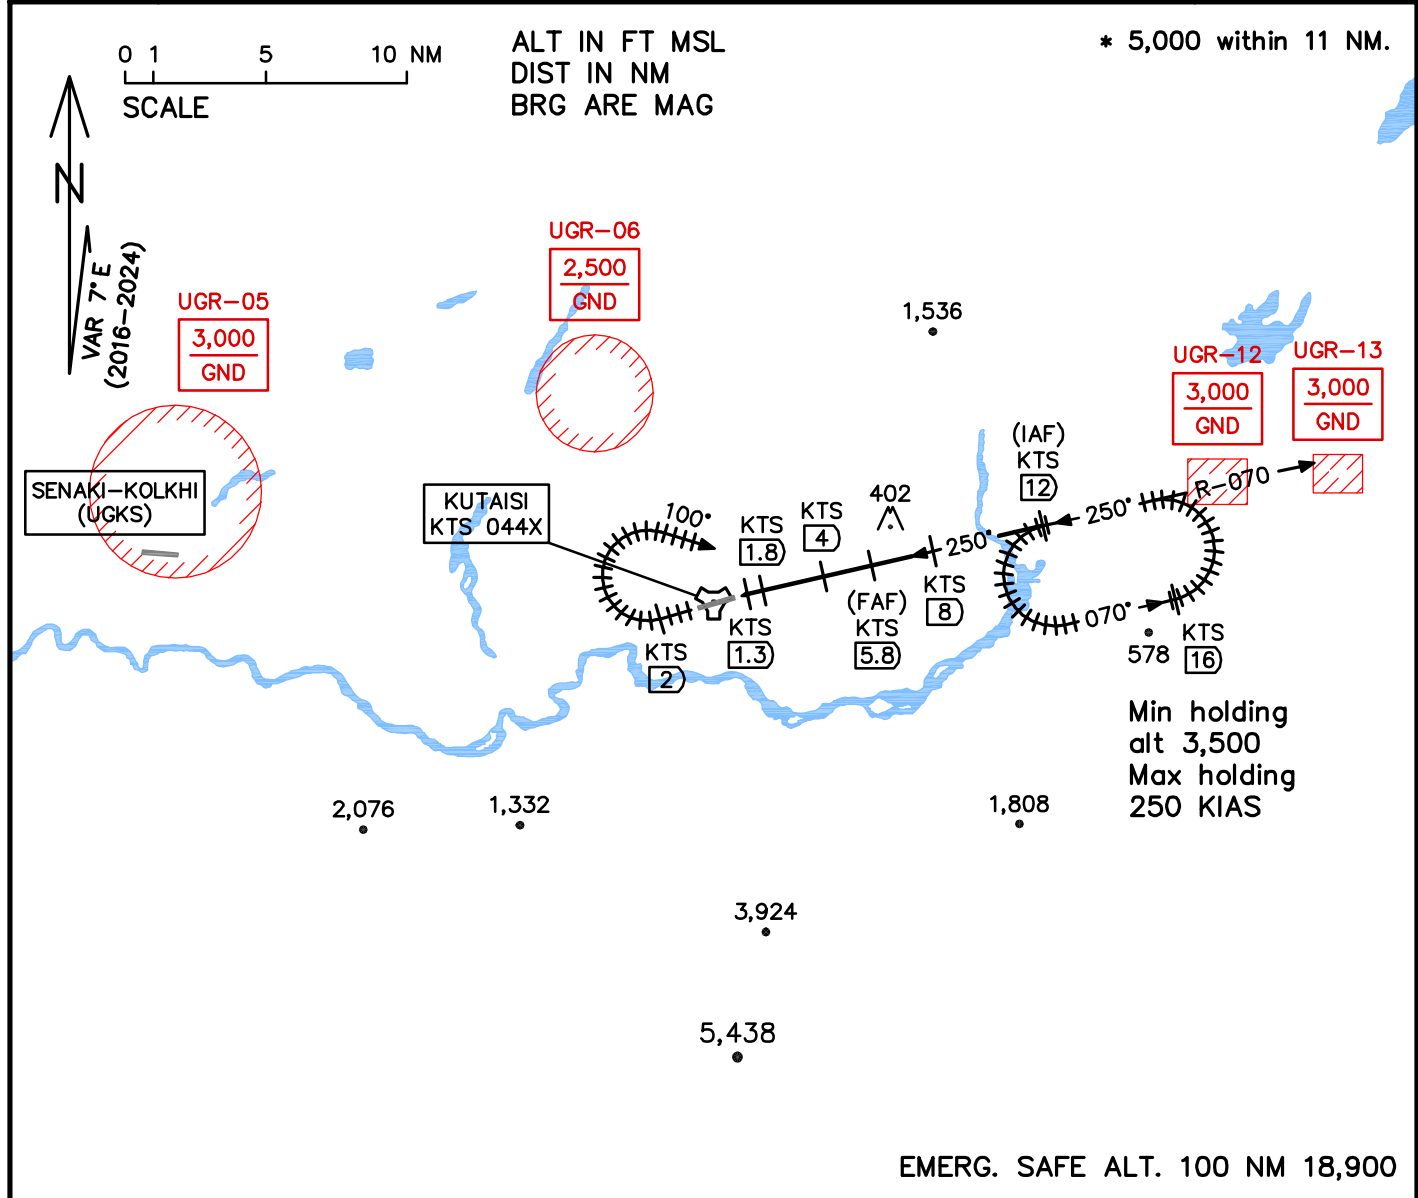 0 1 5 10 NM
SCALE
ALT IN FT MSL
DIST IN NM
BRG ARE MAG
* 5,000 within 11 NM.
N
VAR 7° E
(2016-2024)
UGR-05
3,000
GND
UGR-06
2,500
GND
1,536
UGR-12
3,000
GND
UGR-13
3,000
GND
SENAKI-KOLKHI
(UGKS)
KUTAISI
KTS 044X
100°
KTS
1.8
KTS
4
402
(IAF)
KTS
12
250°
R-070
250°
KTS
8
(FAF)
KTS
5.8
KTS
1.3
KTS
2
070°
578
KTS
16
Min holding
alt 3,500
Max holding
250 KIAS
2,076
1,332
1,808
3,924
5,438
EMERG. SAFE ALT. 100 NM 18,900